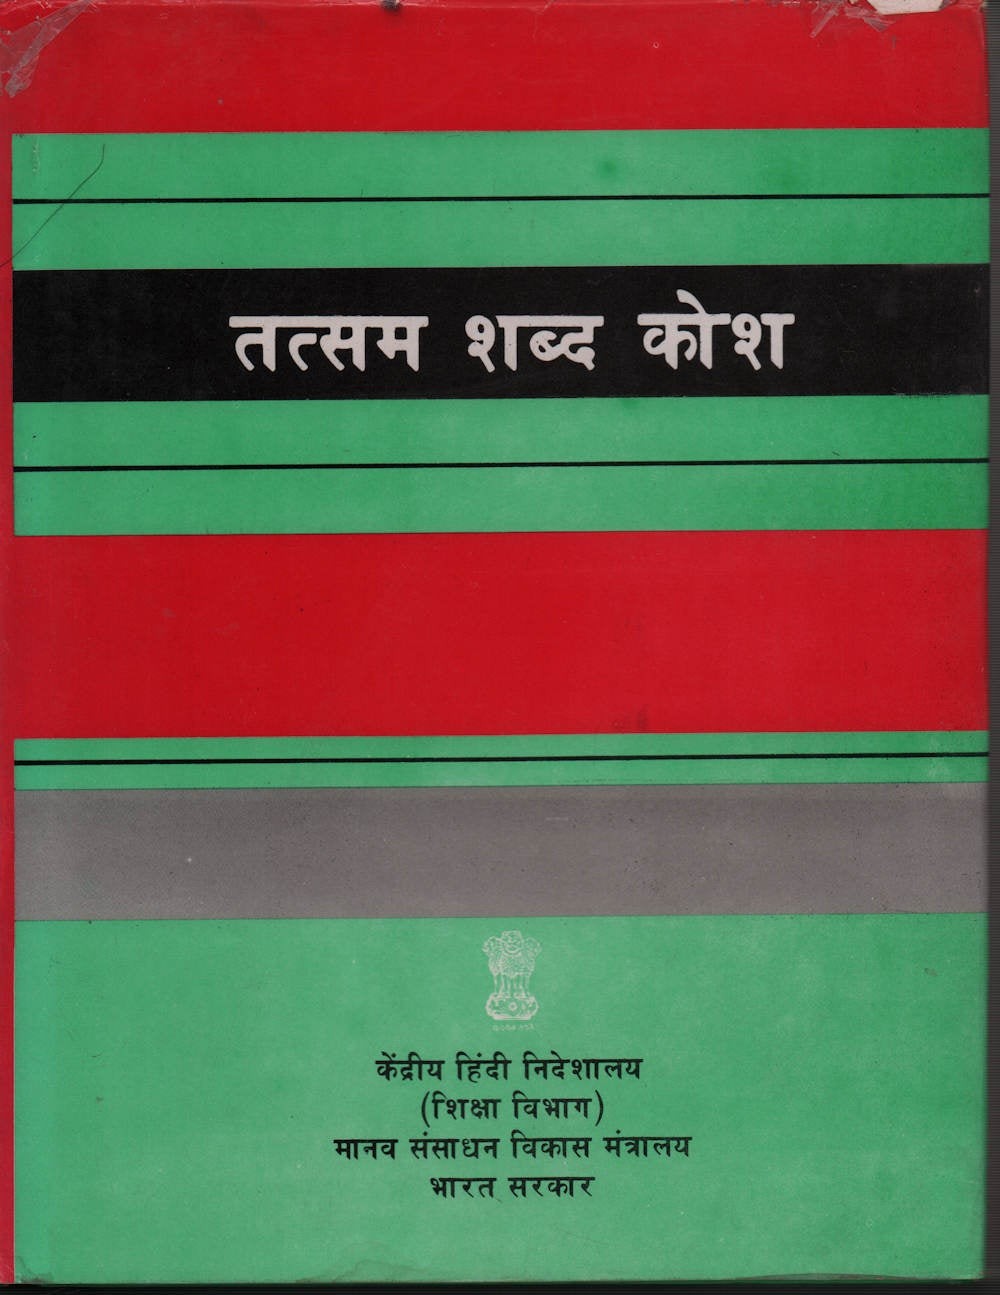 तत्सम शब्द कोश
केंद्रीय हिंदी निदेशालय
(शिक्षा विभाग)
मानव संसाधन विकास मंत्रालय
भारत सरकार